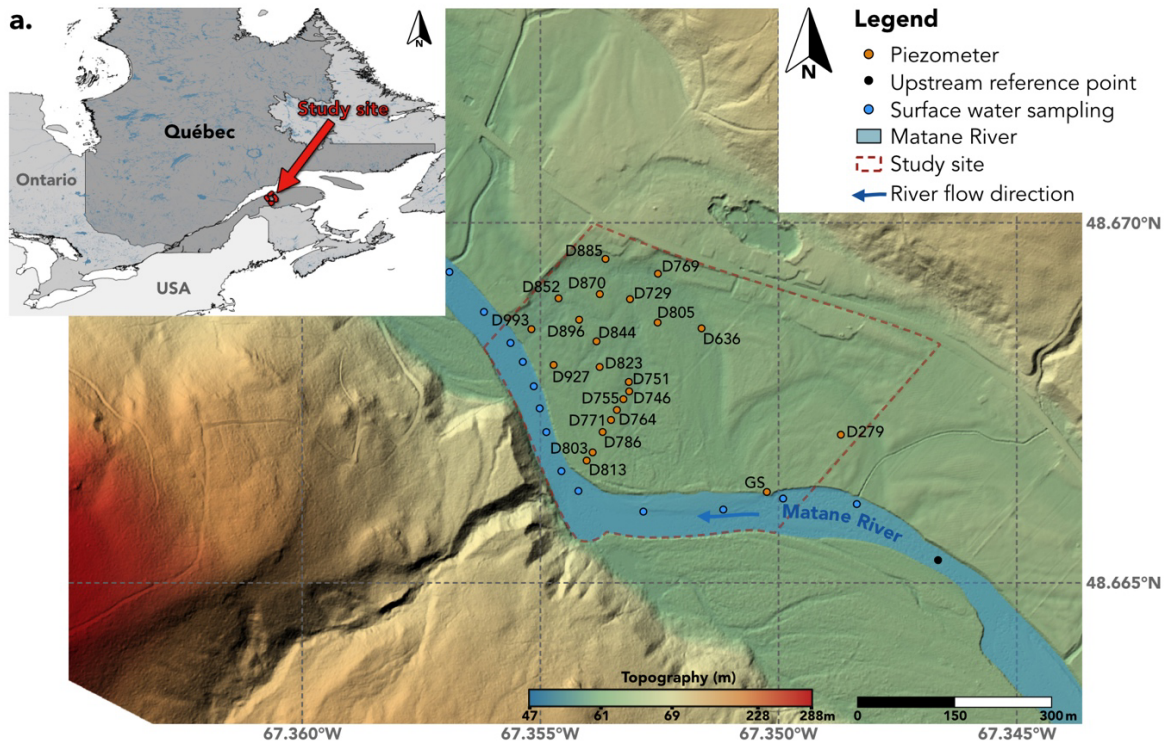 a.
N
Study site
Québec
Ontario
USA
N
Legend
Piezometer
Upstream reference point
Surface water sampling
Matane River
Study site
River flow direction
48.670°N
D885
D769
D852
D870
D729
D993
D896
D805
D844
D636
D927
D823
D751
D755
D746
D771
D764
D279
D803
D786
D813
GS
Matane River
48.665°N
Topography (m)
47
61
69
228
288m
0
150
300 m
67.360°W
67.355°W
67.350°W
67.345°W